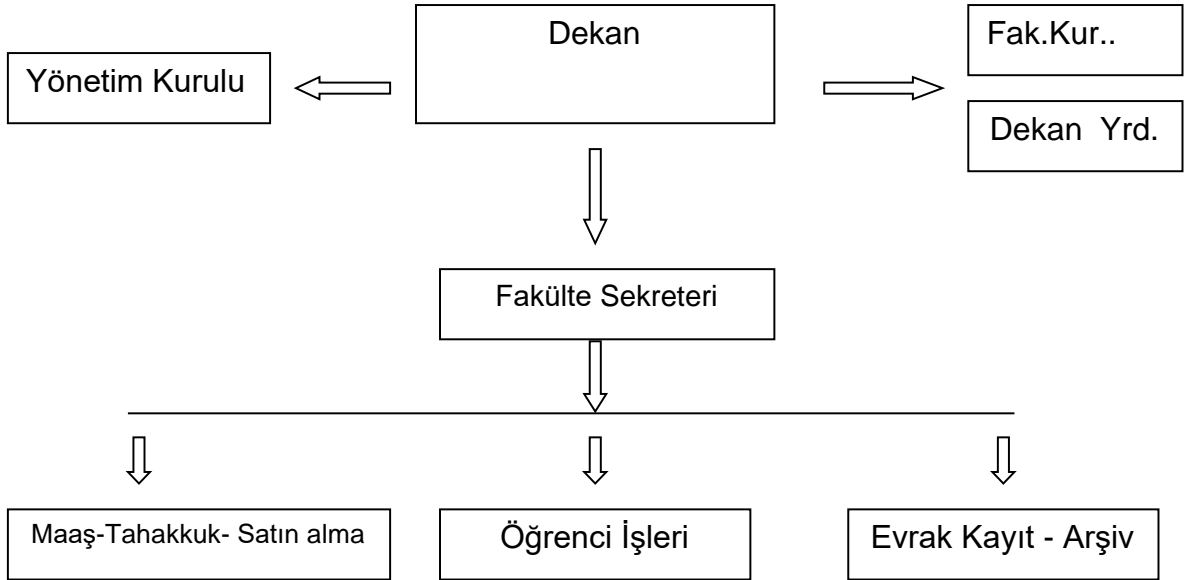 Dekan
Fak.Kur..
Yönetim Kurulu
Dekan Yrd.
Fakülte Sekreteri
Maaş-Tahakkuk- Satın alma
Öğrenci İşleri
Evrak Kayıt - Arşiv